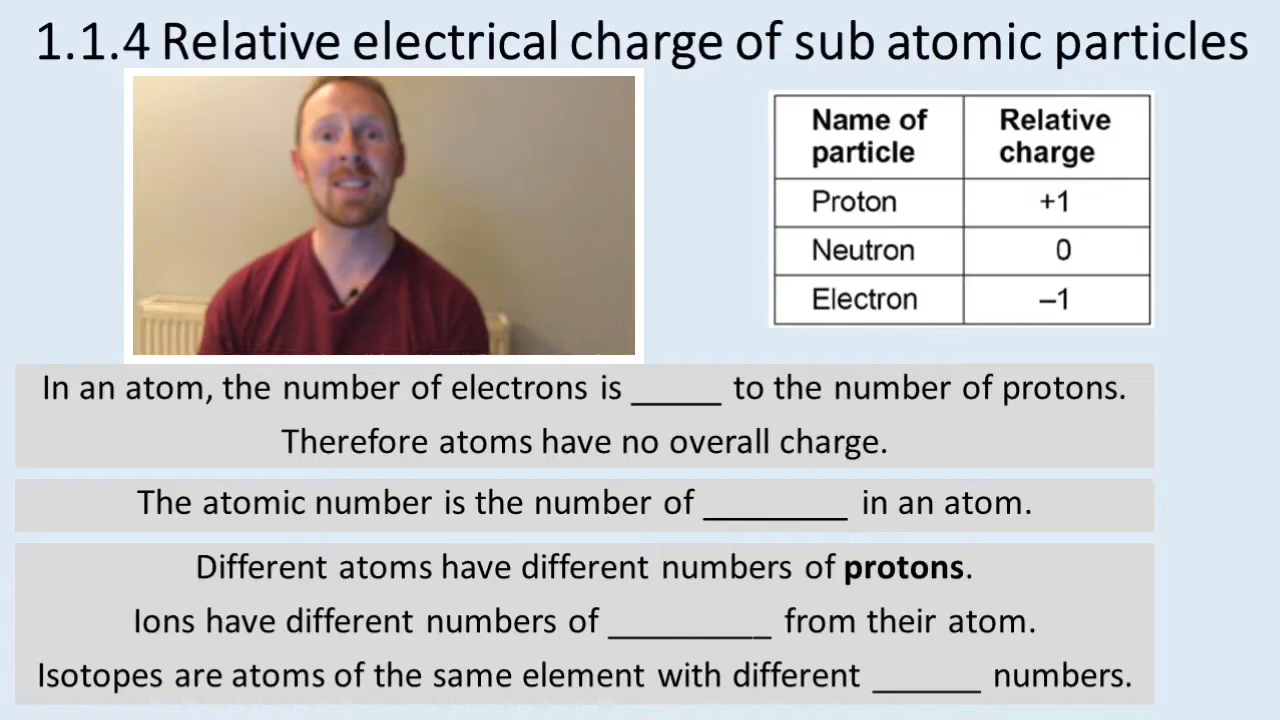 1.1.4 Relative electrical charge of sub atomic particles
Name of particle Relative charge
Proton +1
Neutron 0
Electron –1
In an atom, the number of electrons is _____ to the number of protons.
Therefore atoms have no overall charge.
The atomic number is the number of ________ in an atom.
Different atoms have different numbers of protons.
Ions have different numbers of _________ from their atom.
Isotopes are atoms of the same element with different ______ numbers.